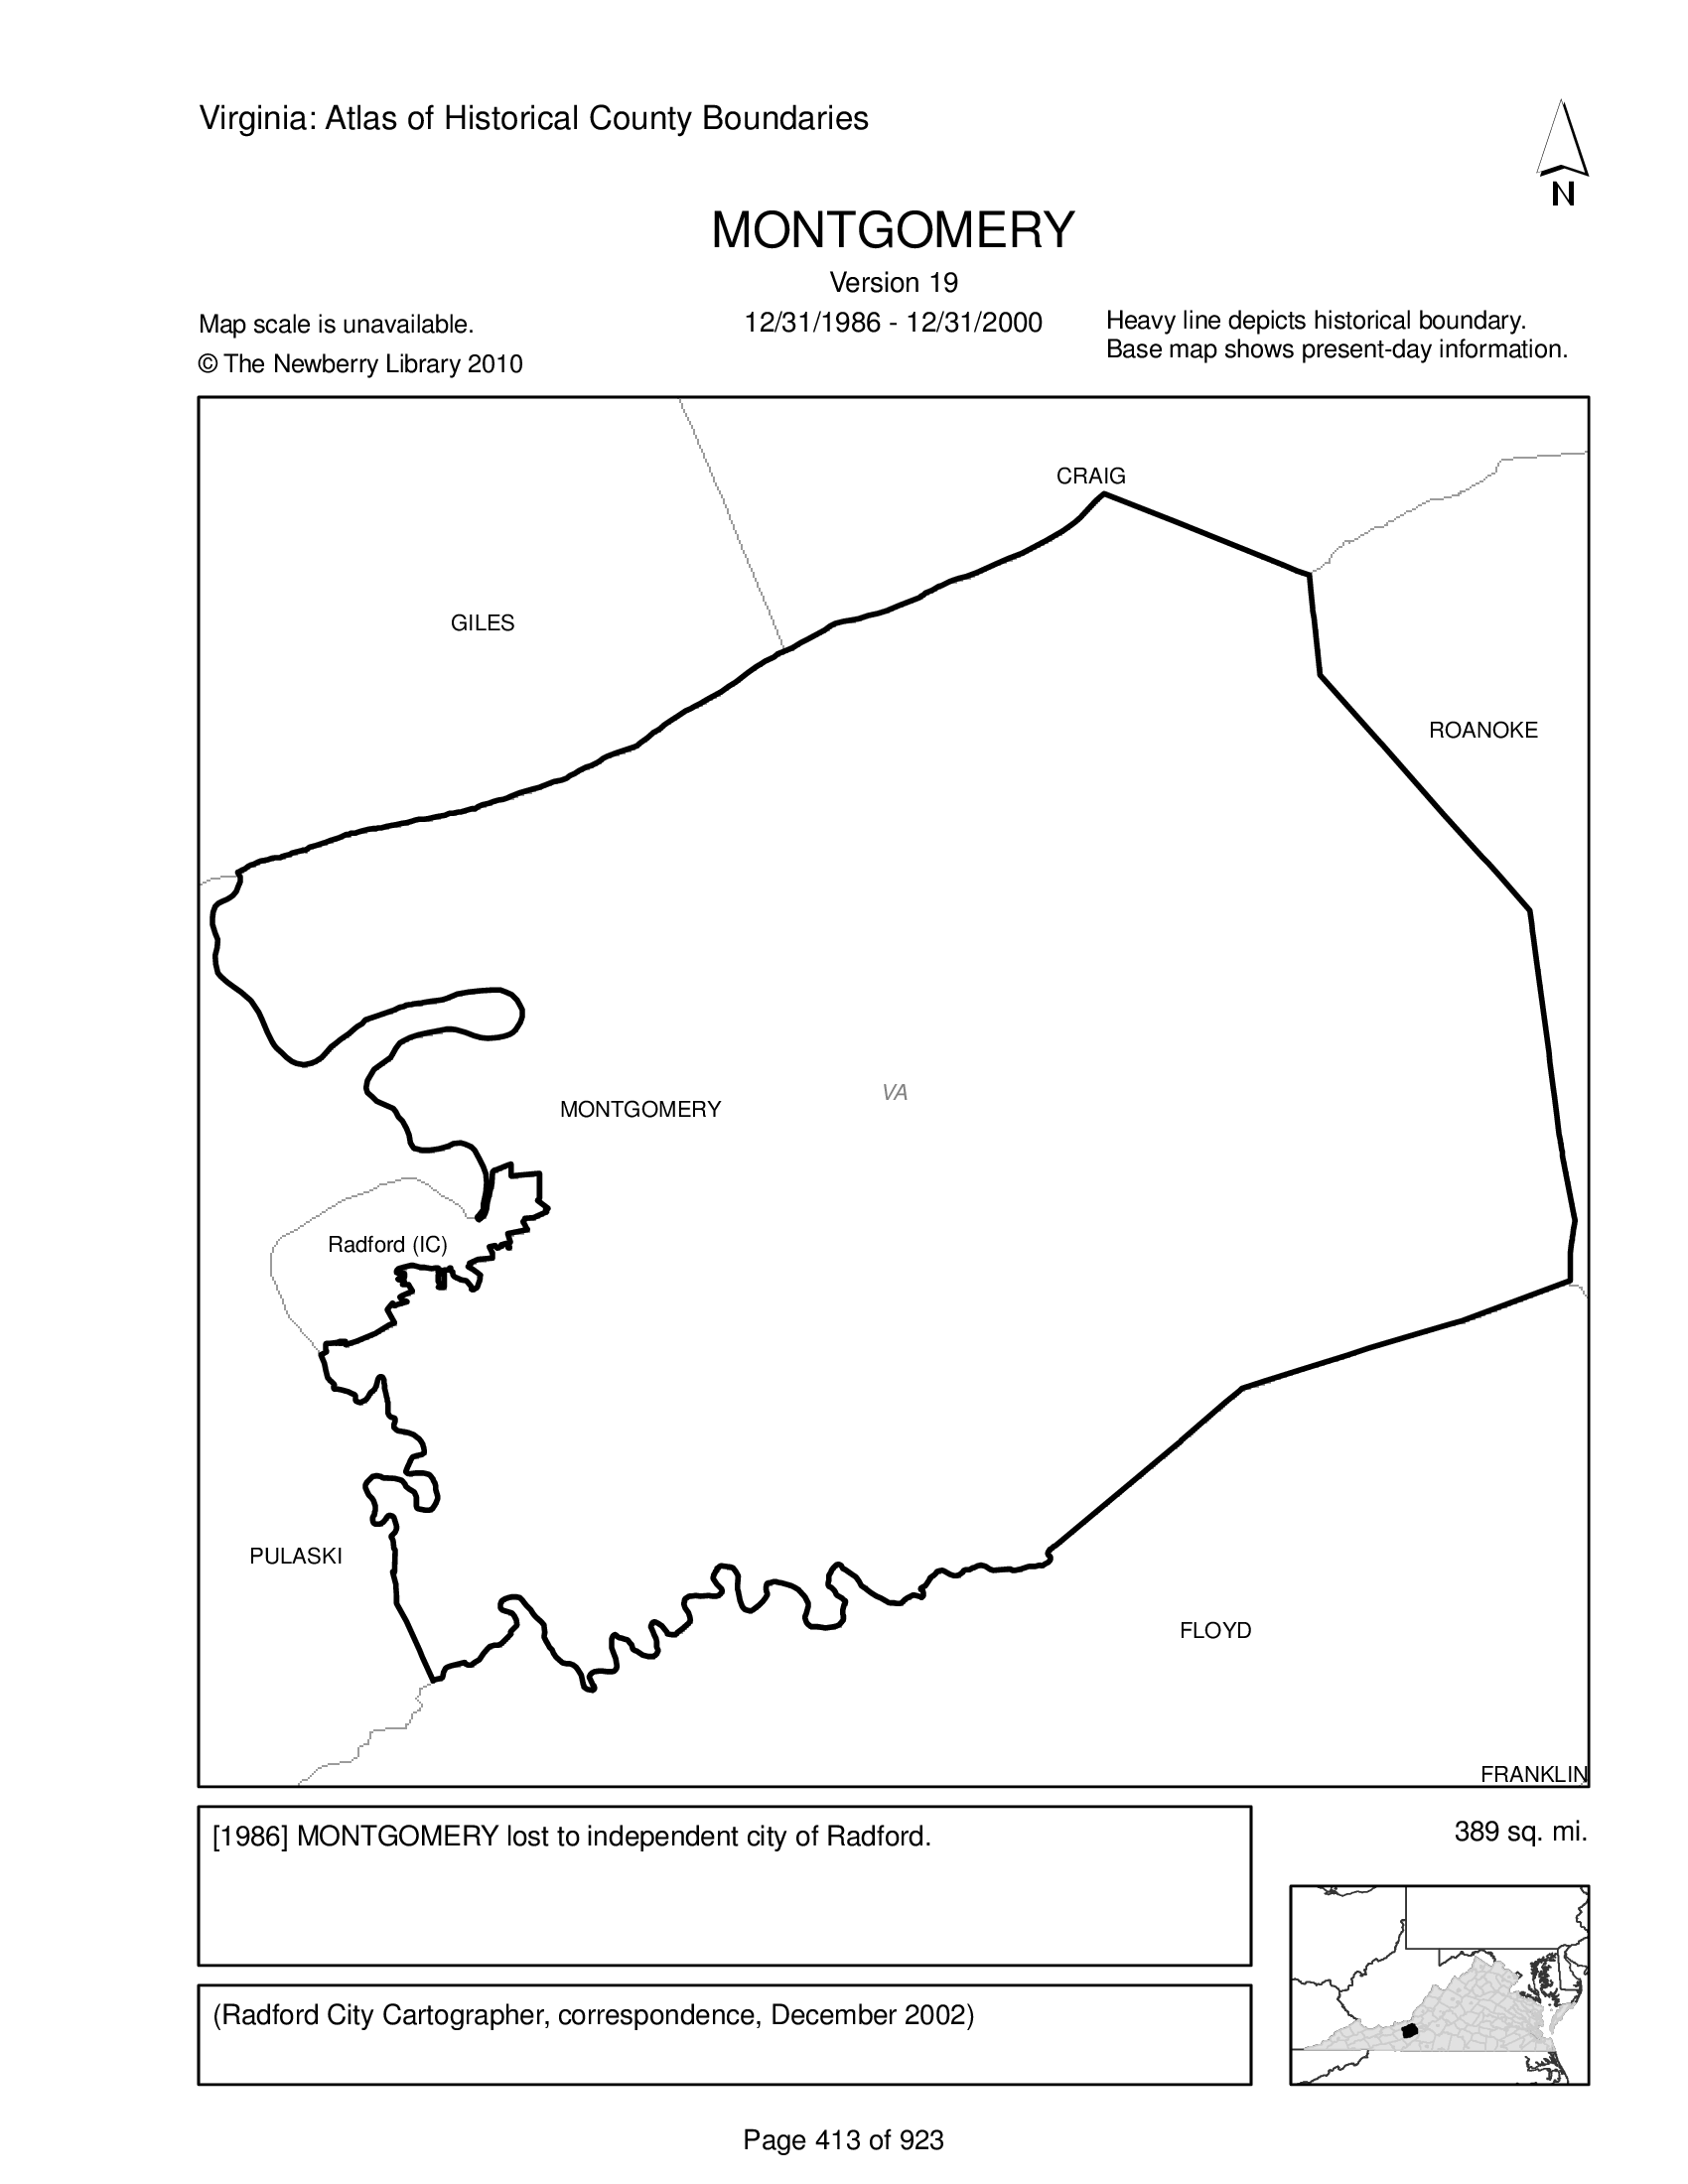 Virginia: Atlas of Historical County Boundaries
N
MONTGOMERY
Version 19
Map scale is unavailable.
12/31/1986 - 12/31/2000
Heavy line depicts historical boundary.
© The Newberry Library 2010
Base map shows present-day information.
CRAIG
GILES
ROANOKE
VA
MONTGOMERY
Radford (IC)
PULASKI
FLOYD
FRANKLIN
[1986] MONTGOMERY lost to independent city of Radford.
389 sq. mi.
(Radford City Cartographer, correspondence, December 2002)
Page 413 of 923